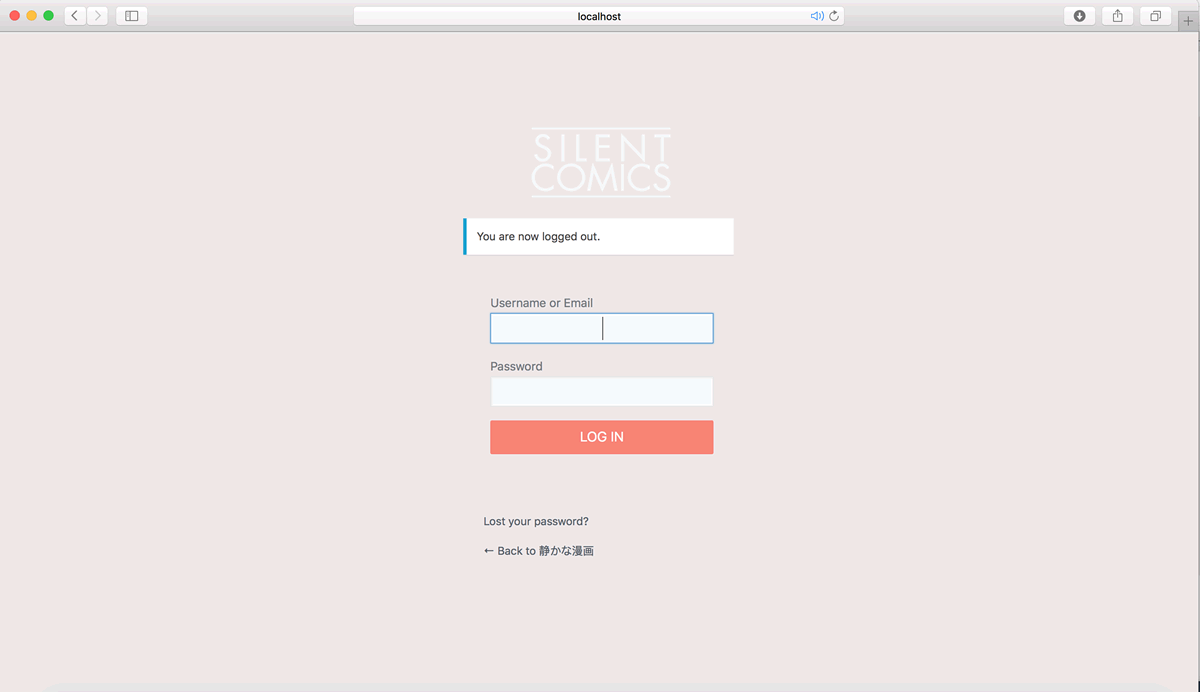 localhost
SILENT
COMICS
You are now logged out.
Username or Email
Password
LOG IN
Lost your password?
← Back to 静かな漫画